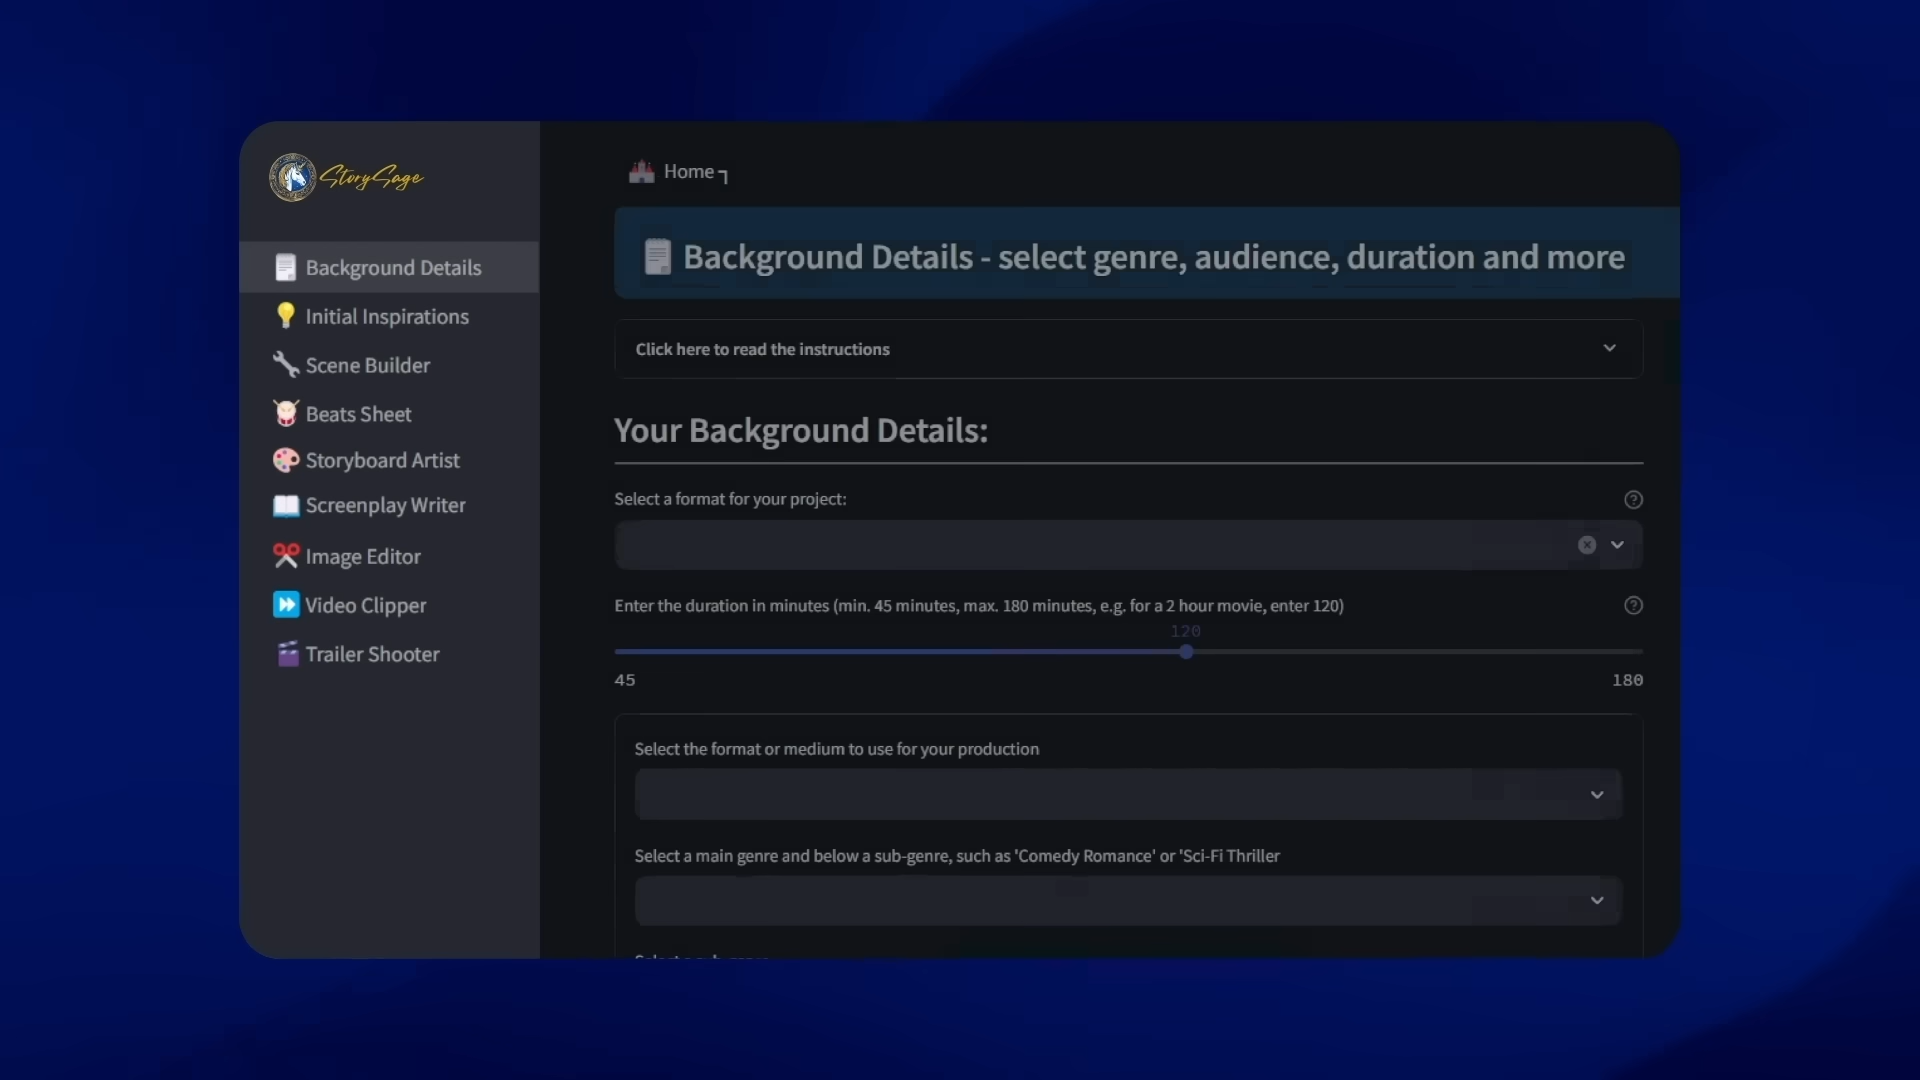 StorySage
Background Details
Initial Inspirations
Scene Builder
Beats Sheet
Storyboard Artist
Screenplay Writer
Image Editor
Video Clipper
Trailer Shooter
Home
Background Details - select genre, audience, duration and more
Click here to read the instructions
Your Background Details:
Select a format for your project:
Enter the duration in minutes (min. 45 minutes, max. 180 minutes, e.g. for a 2 hour movie, enter 120)
120
45 180
Select the format or medium to use for your production
Select a main genre and below a sub-genre, such as 'Comedy Romance' or 'Sci-Fi Thriller